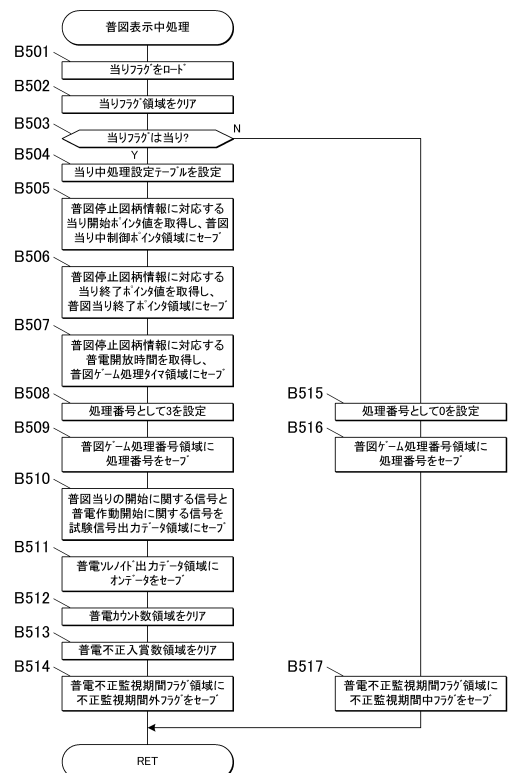 普図表示中処理
B501
当りフラグをロード
B502
当りフラグ領域をクリア
B503
当りフラグは当り?
N
Y
B504
当り中処理設定テーブルを設定
B505
普図停止図柄情報に対応する
当り開始ポインタ値を取得し、普図
当り中制御ポインタ領域にセーブ
B506
普図停止図柄情報に対応する
当り終了ポインタ値を取得し、
普図当り終了ポインタ領域にセーブ
B507
普図停止図柄情報に対応する
普電開放時間を取得し、
普図ゲーム処理タイマ領域にセーブ
B508
処理番号として3を設定
B509
普図ゲーム処理番号領域に
処理番号をセーブ
B510
普図当りの開始に関する信号と
普電作動開始に関する信号を
試験信号出力データ領域にセーブ
B511
普電ソレノイド出力データ領域に
オンデータをセーブ
B512
普電カウント数領域をクリア
B513
普電不正入賞数領域をクリア
B514
普電不正監視期間フラグ領域に
不正監視期間外フラグをセーブ
B515
処理番号として0を設定
B516
普図ゲーム処理番号領域に
処理番号をセーブ
B517
普電不正監視期間フラグ領域に
不正監視期間中フラグをセーブ
RET